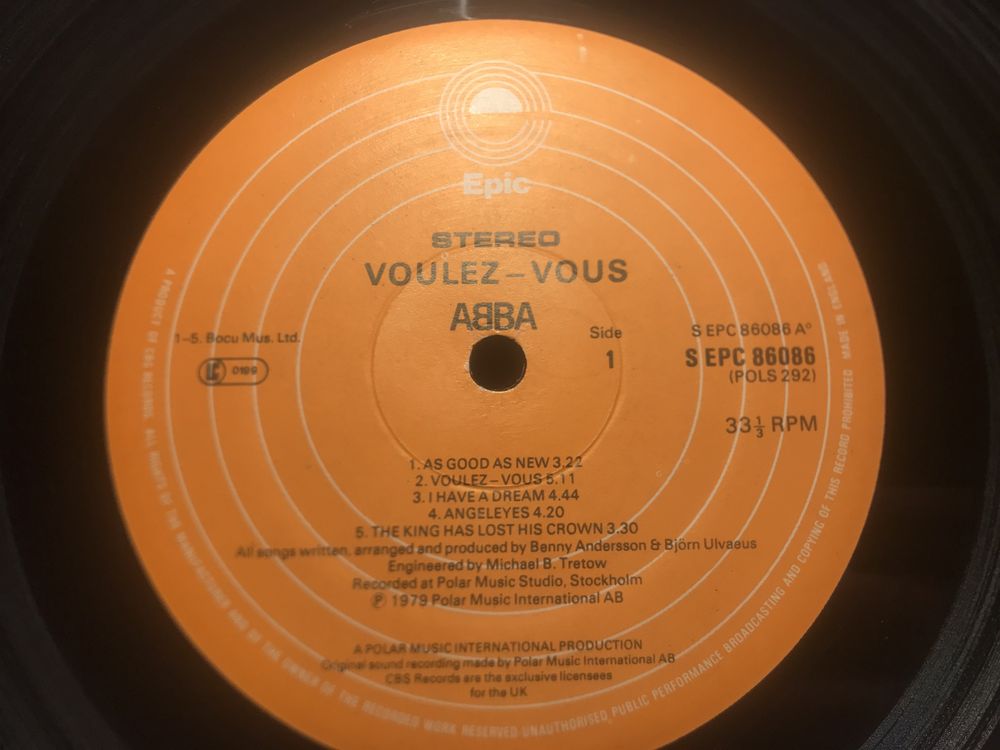 Epic
STEREO
VOULEZ-VOUS
ABBA
1-5. Bocu Mus. Ltd.
LC 0199
Side
1
S EPC 86086 A°
S EPC 86086
(POLS 292)
33⅓ RPM
1. AS GOOD AS NEW 3.22
2. VOULEZ-VOUS 5.11
3. I HAVE A DREAM 4.44
4. ANGELEYES 4.20
5. THE KING HAS LOST HIS CROWN 3.30
All songs written, arranged and produced by Benny Andersson & Björn Ulvaeus
Engineered by Michael B. Tretow
Recorded at Polar Music Studio, Stockholm
Ⓟ 1979 Polar Music International AB
A POLAR MUSIC INTERNATIONAL PRODUCTION
Original sound recording made by Polar Music International AB
CBS Records are the exclusive licensees
for the UK
A PRODUCT OF CBS RECORDS. ALL RIGHTS OF THE MANUFACTURER AND OF THE OWNER OF THE RECORDED WORK RESERVED UNAUTHORISED, PUBLIC PERFORMANCE BROADCASTING AND COPYING OF THIS RECORD PROHIBITED MADE IN ENGLAND